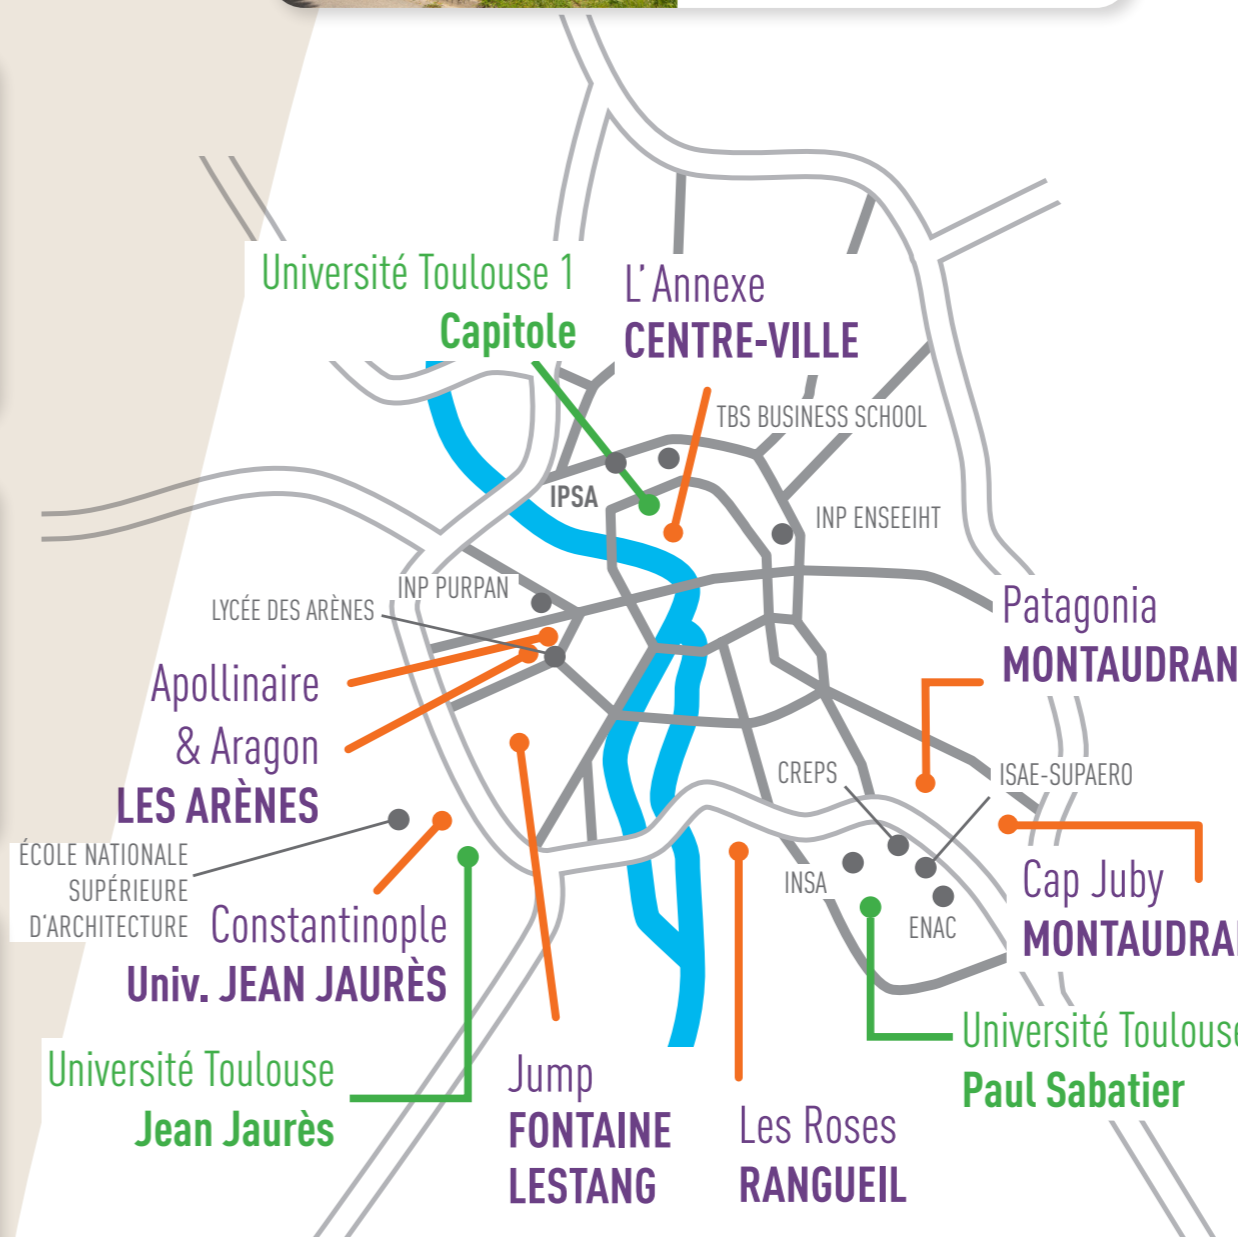 Université Toulouse 1
Capitole
L'Annexe
CENTRE-VILLE
TBS BUSINESS SCHOOL
IPSA
INP ENSEEIHT
INP PURPAN
LYCÉE DES ARÈNES
Patagonia
MONTAUDRAN
Apollinaire
& Aragon
LES ARÈNES
CREPS
ISAE-SUPAERO
ÉCOLE NATIONALE
SUPÉRIEURE
D'ARCHITECTURE
INSA
ENAC
Cap Juby
MONTAUDRAN
Constantinople
Univ. JEAN JAURÈS
Université Toulouse
Paul Sabatier
Université Toulouse
Jean Jaurès
Jump
FONTAINE
LESTANG
Les Roses
RANGUEIL